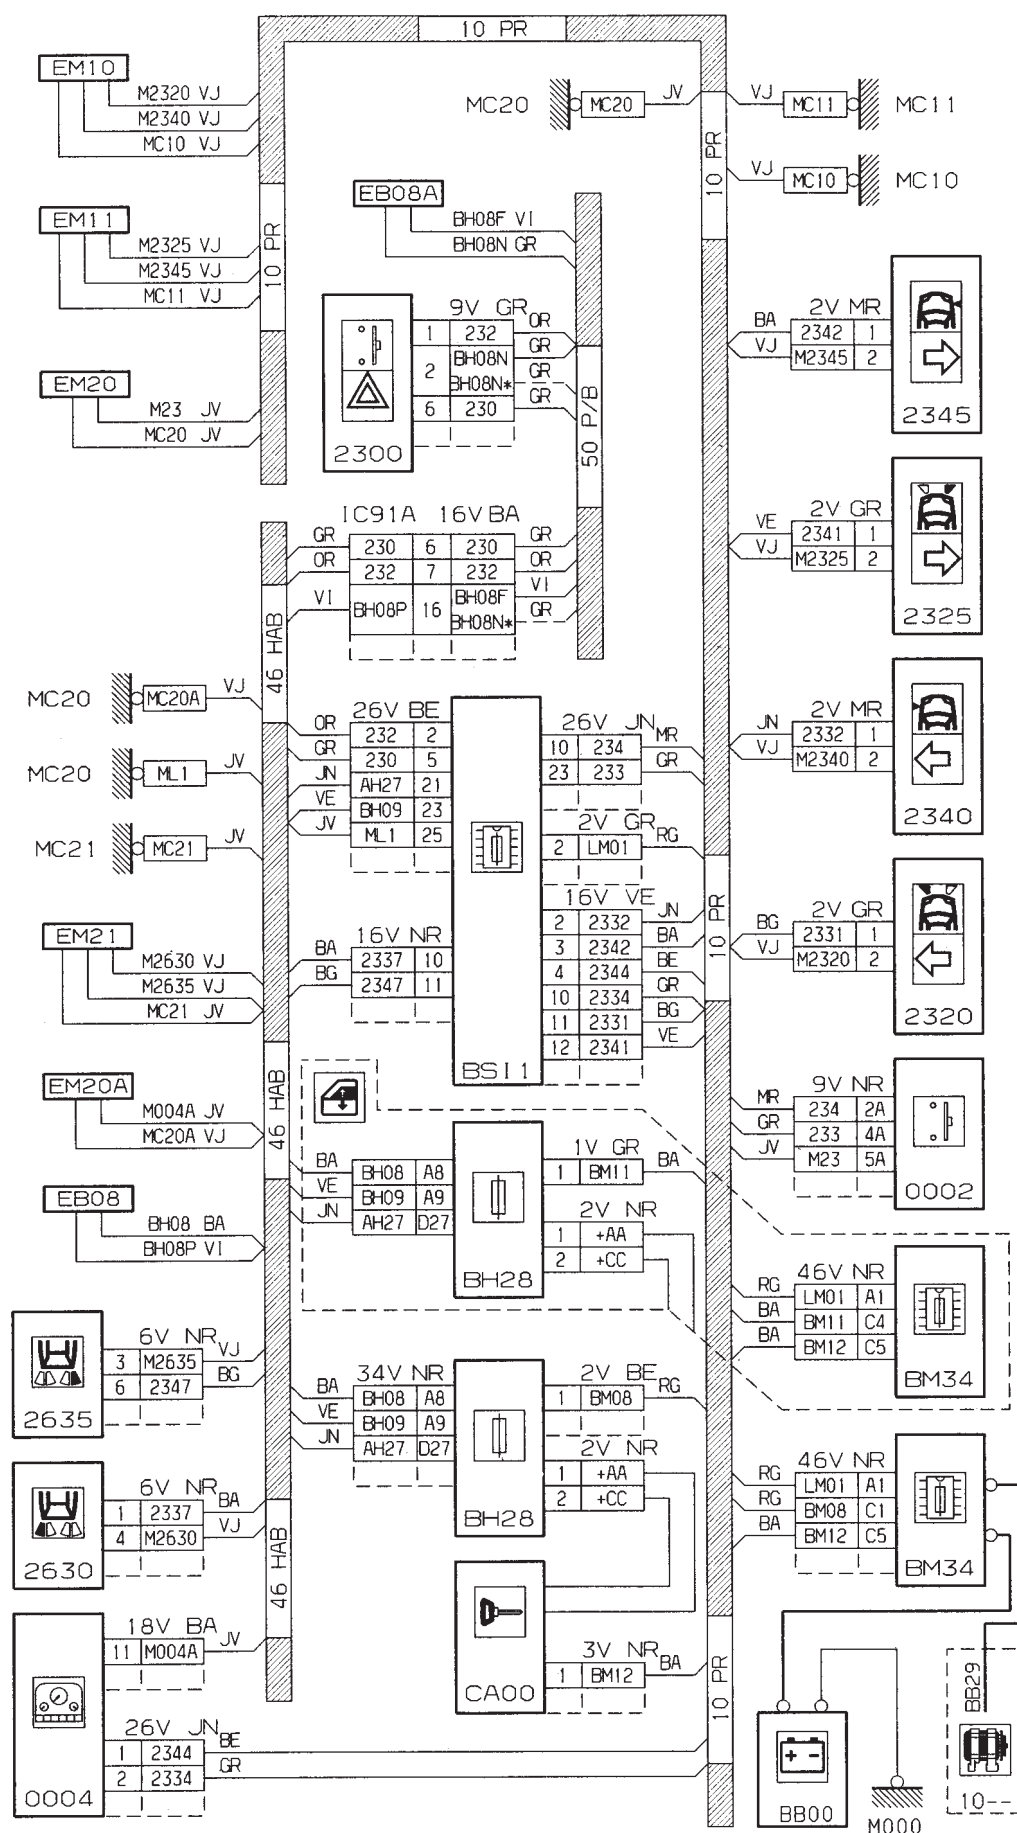 10 PR
EM10
M2320 VJ
M2340 VJ
MC10 VJ
MC20 MC20 JV
VJ MC11 MC11
VJ MC10 MC10
10 PR
EM11
M2325 VJ
M2345 VJ
MC11 VJ
10 PR
EB08A
BH08F VI
BH08N GR
EM20
M23 JV
MC20 JV
2300
9V GR
1 232 OR
2 BH08N GR
BH08N* GR
6 230 GR
50 P/B
2V MR
BA 2342 1
VJ M2345 2
2345
IC91A 16V BA
GR 230 6 230 GR
OR 232 7 232 OR
VI BH08P 16 BH08F VI
BH08N* GR
2V GR
VE 2341 1
VJ M2325 2
2325
46 HAB
MC20 MC20A VJ
MC20 ML1 JV
MC21 MC21 JV
26V BE
OR 232 2
GR 230 5
JN AH27 21
VE BH09 23
JV ML1 25
26V JN
10 234 MR
23 233 GR
2V GR
2 LM01 RG
16V VE
2 2332 JN
3 2342 BA
4 2344 BE
10 2334 GR
11 2331 BG
12 2341 VE
16V NR
BA 2337 10
BG 2347 11
BSI1
10 PR
2V MR
JN 2332 1
VJ M2340 2
2340
2V GR
BG 2331 1
VJ M2320 2
2320
EM21
M2630 VJ
M2635 VJ
MC21 JV
EM20A
M004A JV
MC20A VJ
46 HAB
EB08
BH08 BA
BH08P VI
BA BH08 A8
VE BH09 A9
JN AH27 D27
BH28
1V GR
1 BM11 BA
2V NR
1 +AA
2 +CC
9V NR
MR 234 2A
GR 233 4A
JV M23 5A
0002
46V NR
RG LM01 A1
BA BM11 C4
BA BM12 C5
BM34
2635
6V NR
3 M2635 VJ
6 2347 BG
34V NR
BA BH08 A8
VE BH09 A9
JN AH27 D27
BH28
2V BE
1 BM08 RG
2V NR
1 +AA
2 +CC
46V NR
RG LM01 A1
RG BM08 C1
BA BM12 C5
BM34
2630
6V NR
1 2337 BA
4 M2630 VJ
46 HAB
CA00
3V NR
1 BM12 BA
10 PR
0004
18V BA
11 M004A JV
26V JN
1 2344 BE
2 2334 GR
BB00
+ -
M000
BB29
10--